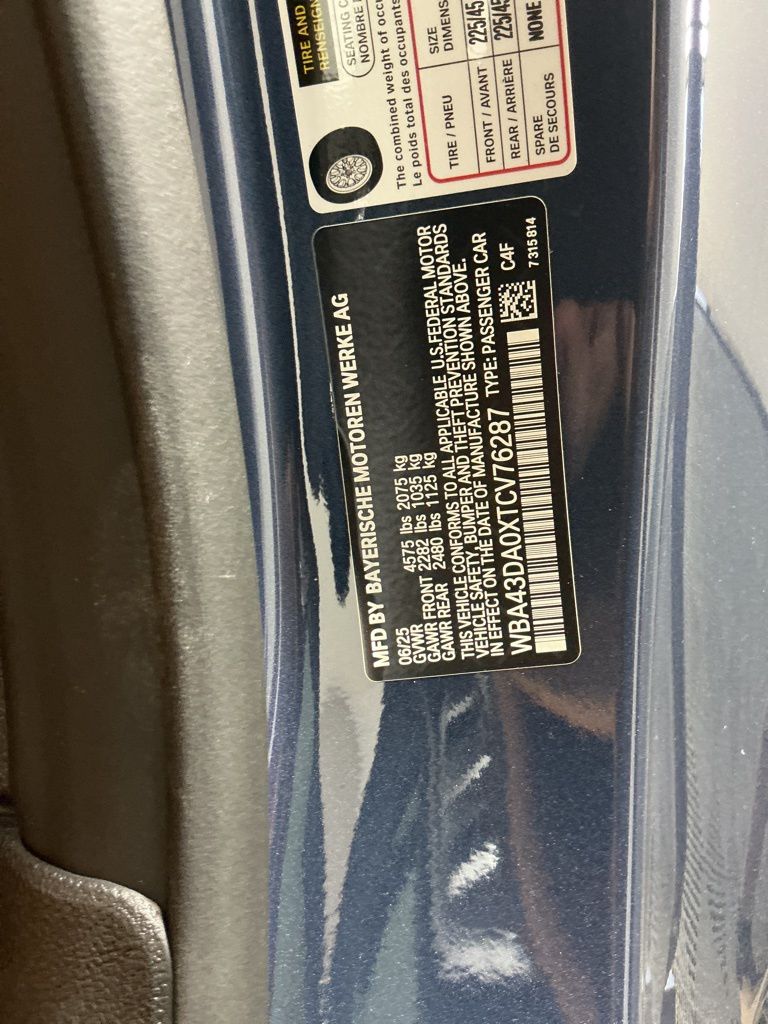 MFD BY BAYERISCHE MOTOREN WERKE AG
06/25
GVWR 4575 lbs 2075 kg
GAWR FRONT 2282 lbs 1035 kg
GAWR REAR 2480 lbs 1125 kg
THIS VEHICLE CONFORMS TO ALL APPLICABLE U.S.FEDERAL MOTOR
VEHICLE SAFETY, BUMPER AND THEFT PREVENTION STANDARDS
IN EFFECT ON THE DATE OF MANUFACTURE SHOWN ABOVE.
WBA43DA0XTCV76287 TYPE: PASSENGER CAR
C4F
7315814
TIRE AND
RENSEIGN
SEATING C
NOMBRE
The combined weight of occu
Le poids total des occupants
TIRE / PNEU SIZE
DIMENS
FRONT / AVANT 225/45
REAR / ARRIÈRE 225/45
SPARE
DE SECOURS NONE